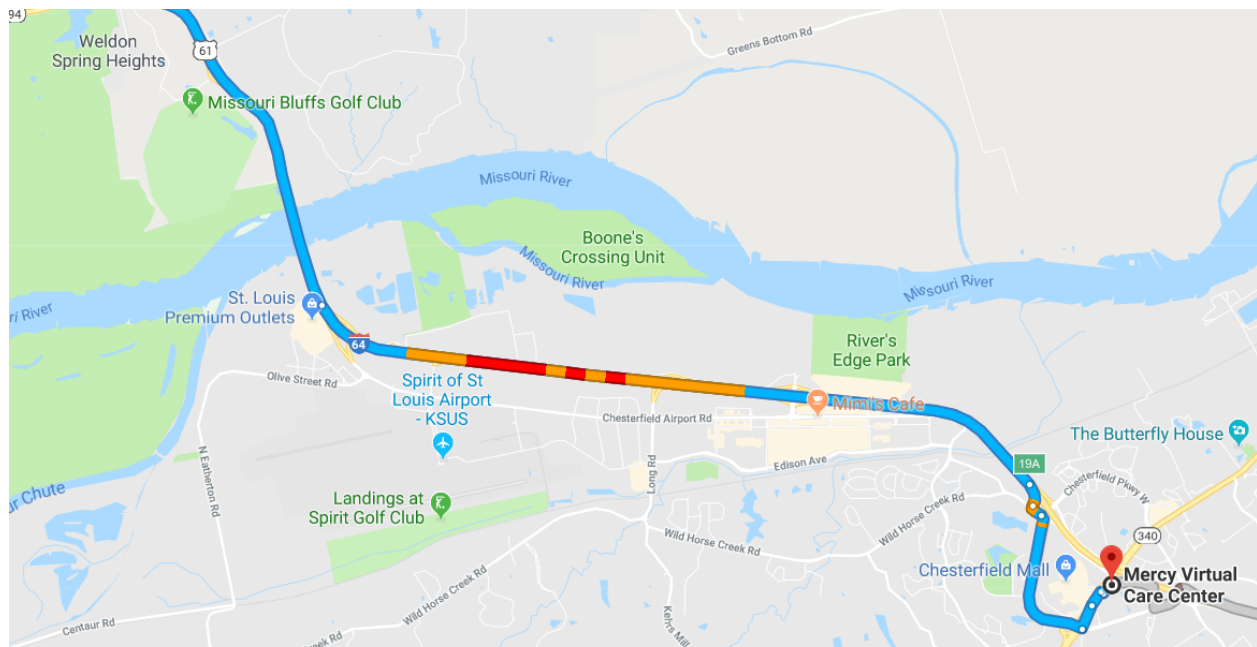 94
Weldon
Spring Heights
61
Missouri Bluffs Golf Club
Greens Bottom Rd
Missouri River
Boone's
Crossing Unit
Missouri River
Missouri River
St. Louis
Premium Outlets
uri River
64
River's
Edge Park
Olive Street Rd
Spirit of St
Louis Airport
- KSUS
Mimi's Cafe
Chesterfield Airport Rd
The Butterfly House
N Eatherton Rd
Long Rd
Edison Ave
19A
Chesterfield Pkwy W
ur Chute
Landings at
Spirit Golf Club
Wild Horse Creek Rd
Wild Horse Creek Rd
340
Chesterfield Mall
Mercy Virtual
Care Center
Wild Horse Creek Rd
Kehrs Mill
Centaur Rd